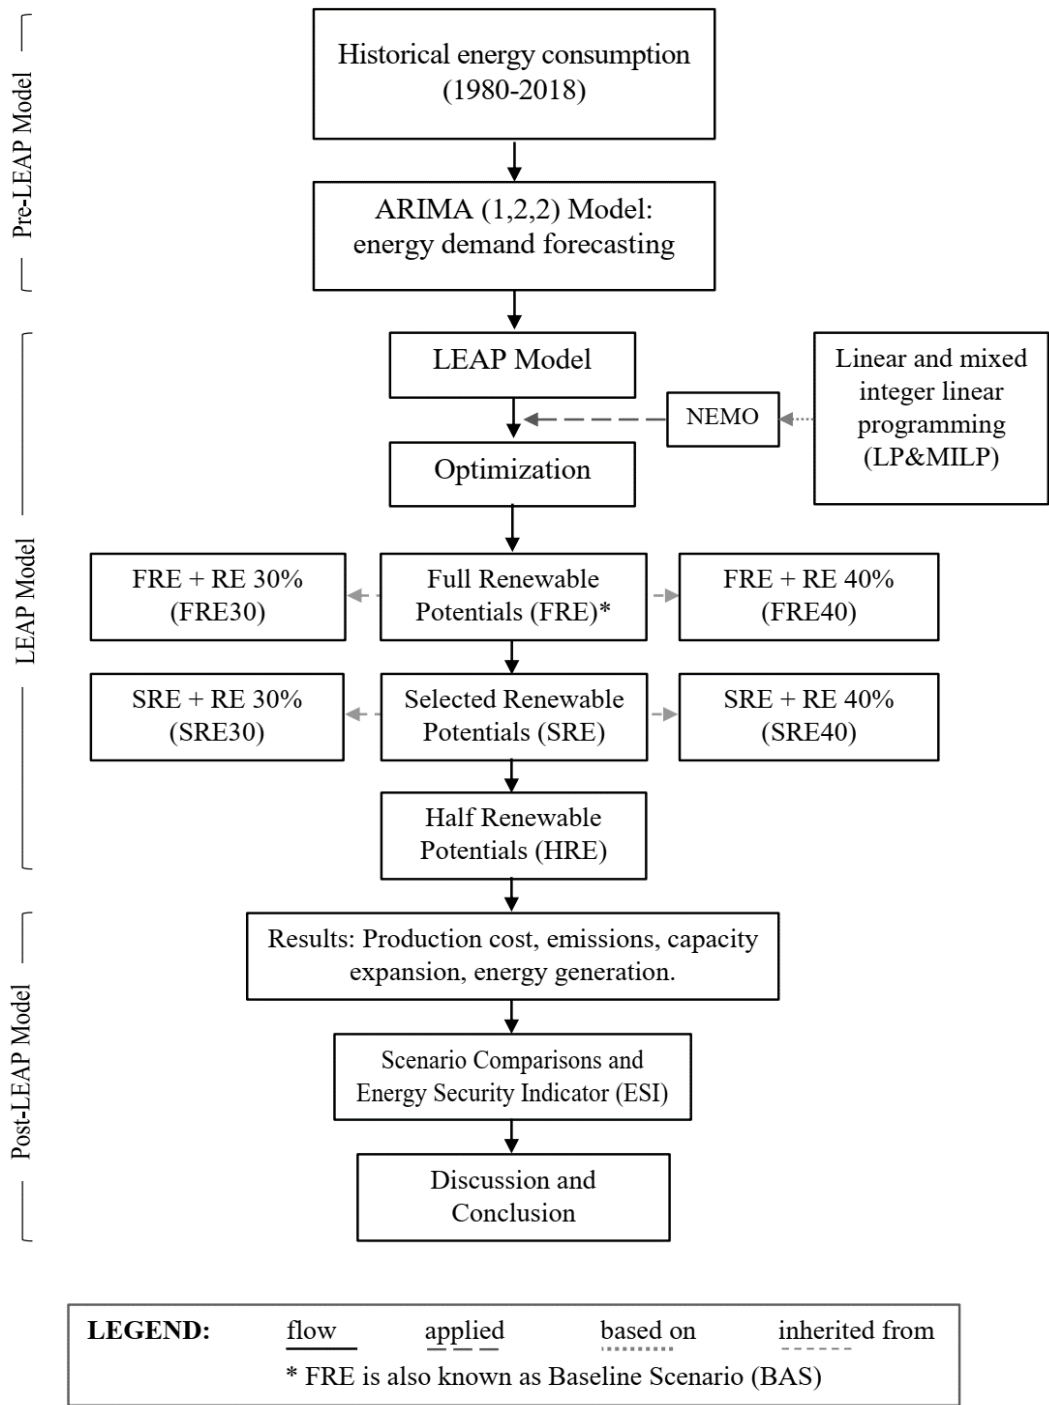 Pre-LEAP Model
Historical energy consumption
(1980-2018)
ARIMA (1,2,2) Model:
energy demand forecasting
LEAP Model
LEAP Model
NEMO
Linear and mixed
integer linear
programming
(LP&MILP)
Optimization
FRE + RE 30%
(FRE30)
Full Renewable
Potentials (FRE)*
FRE + RE 40%
(FRE40)
SRE + RE 30%
(SRE30)
Selected Renewable
Potentials (SRE)
SRE + RE 40%
(SRE40)
Half Renewable
Potentials (HRE)
Post-LEAP Model
Results: Production cost, emissions, capacity
expansion, energy generation.
Scenario Comparisons and
Energy Security Indicator (ESI)
Discussion and
Conclusion
LEGEND: flow applied based on inherited from
* FRE is also known as Baseline Scenario (BAS)